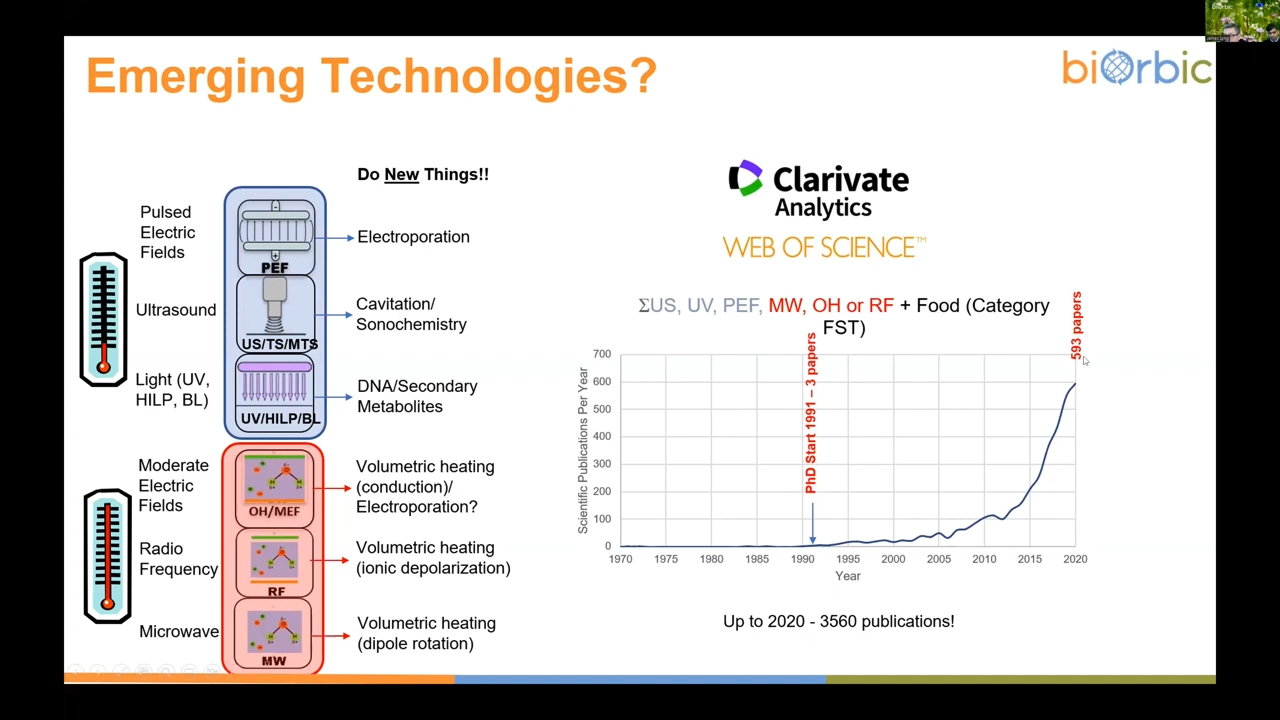 BiOrbic
Emerging Technologies?
biOrbic
Do New Things!!
Pulsed
Electric
Fields
-
+
PEF
Electroporation
Ultrasound
US/TS/MTS
Cavitation/
Sonochemistry
Light (UV,
HILP, BL)
UV/HILP/BL
DNA/Secondary
Metabolites
Moderate
Electric
Fields
OH/MEF
Volumetric heating
(conduction)/
Electroporation?
Radio
Frequency
RF
Volumetric heating
(ionic depolarization)
Microwave
MW
Volumetric heating
(dipole rotation)
Clarivate
Analytics
WEB OF SCIENCE™
ΣUS, UV, PEF, MW, OH or RF + Food (Category
FST)
593 papers
PhD Start 1991 – 3 papers
Scientific Publications Per Year
700
600
500
400
300
200
100
0
1970 1975 1980 1985 1990 1995 2000 2005 2010 2015 2020
Year
Up to 2020 - 3560 publications!